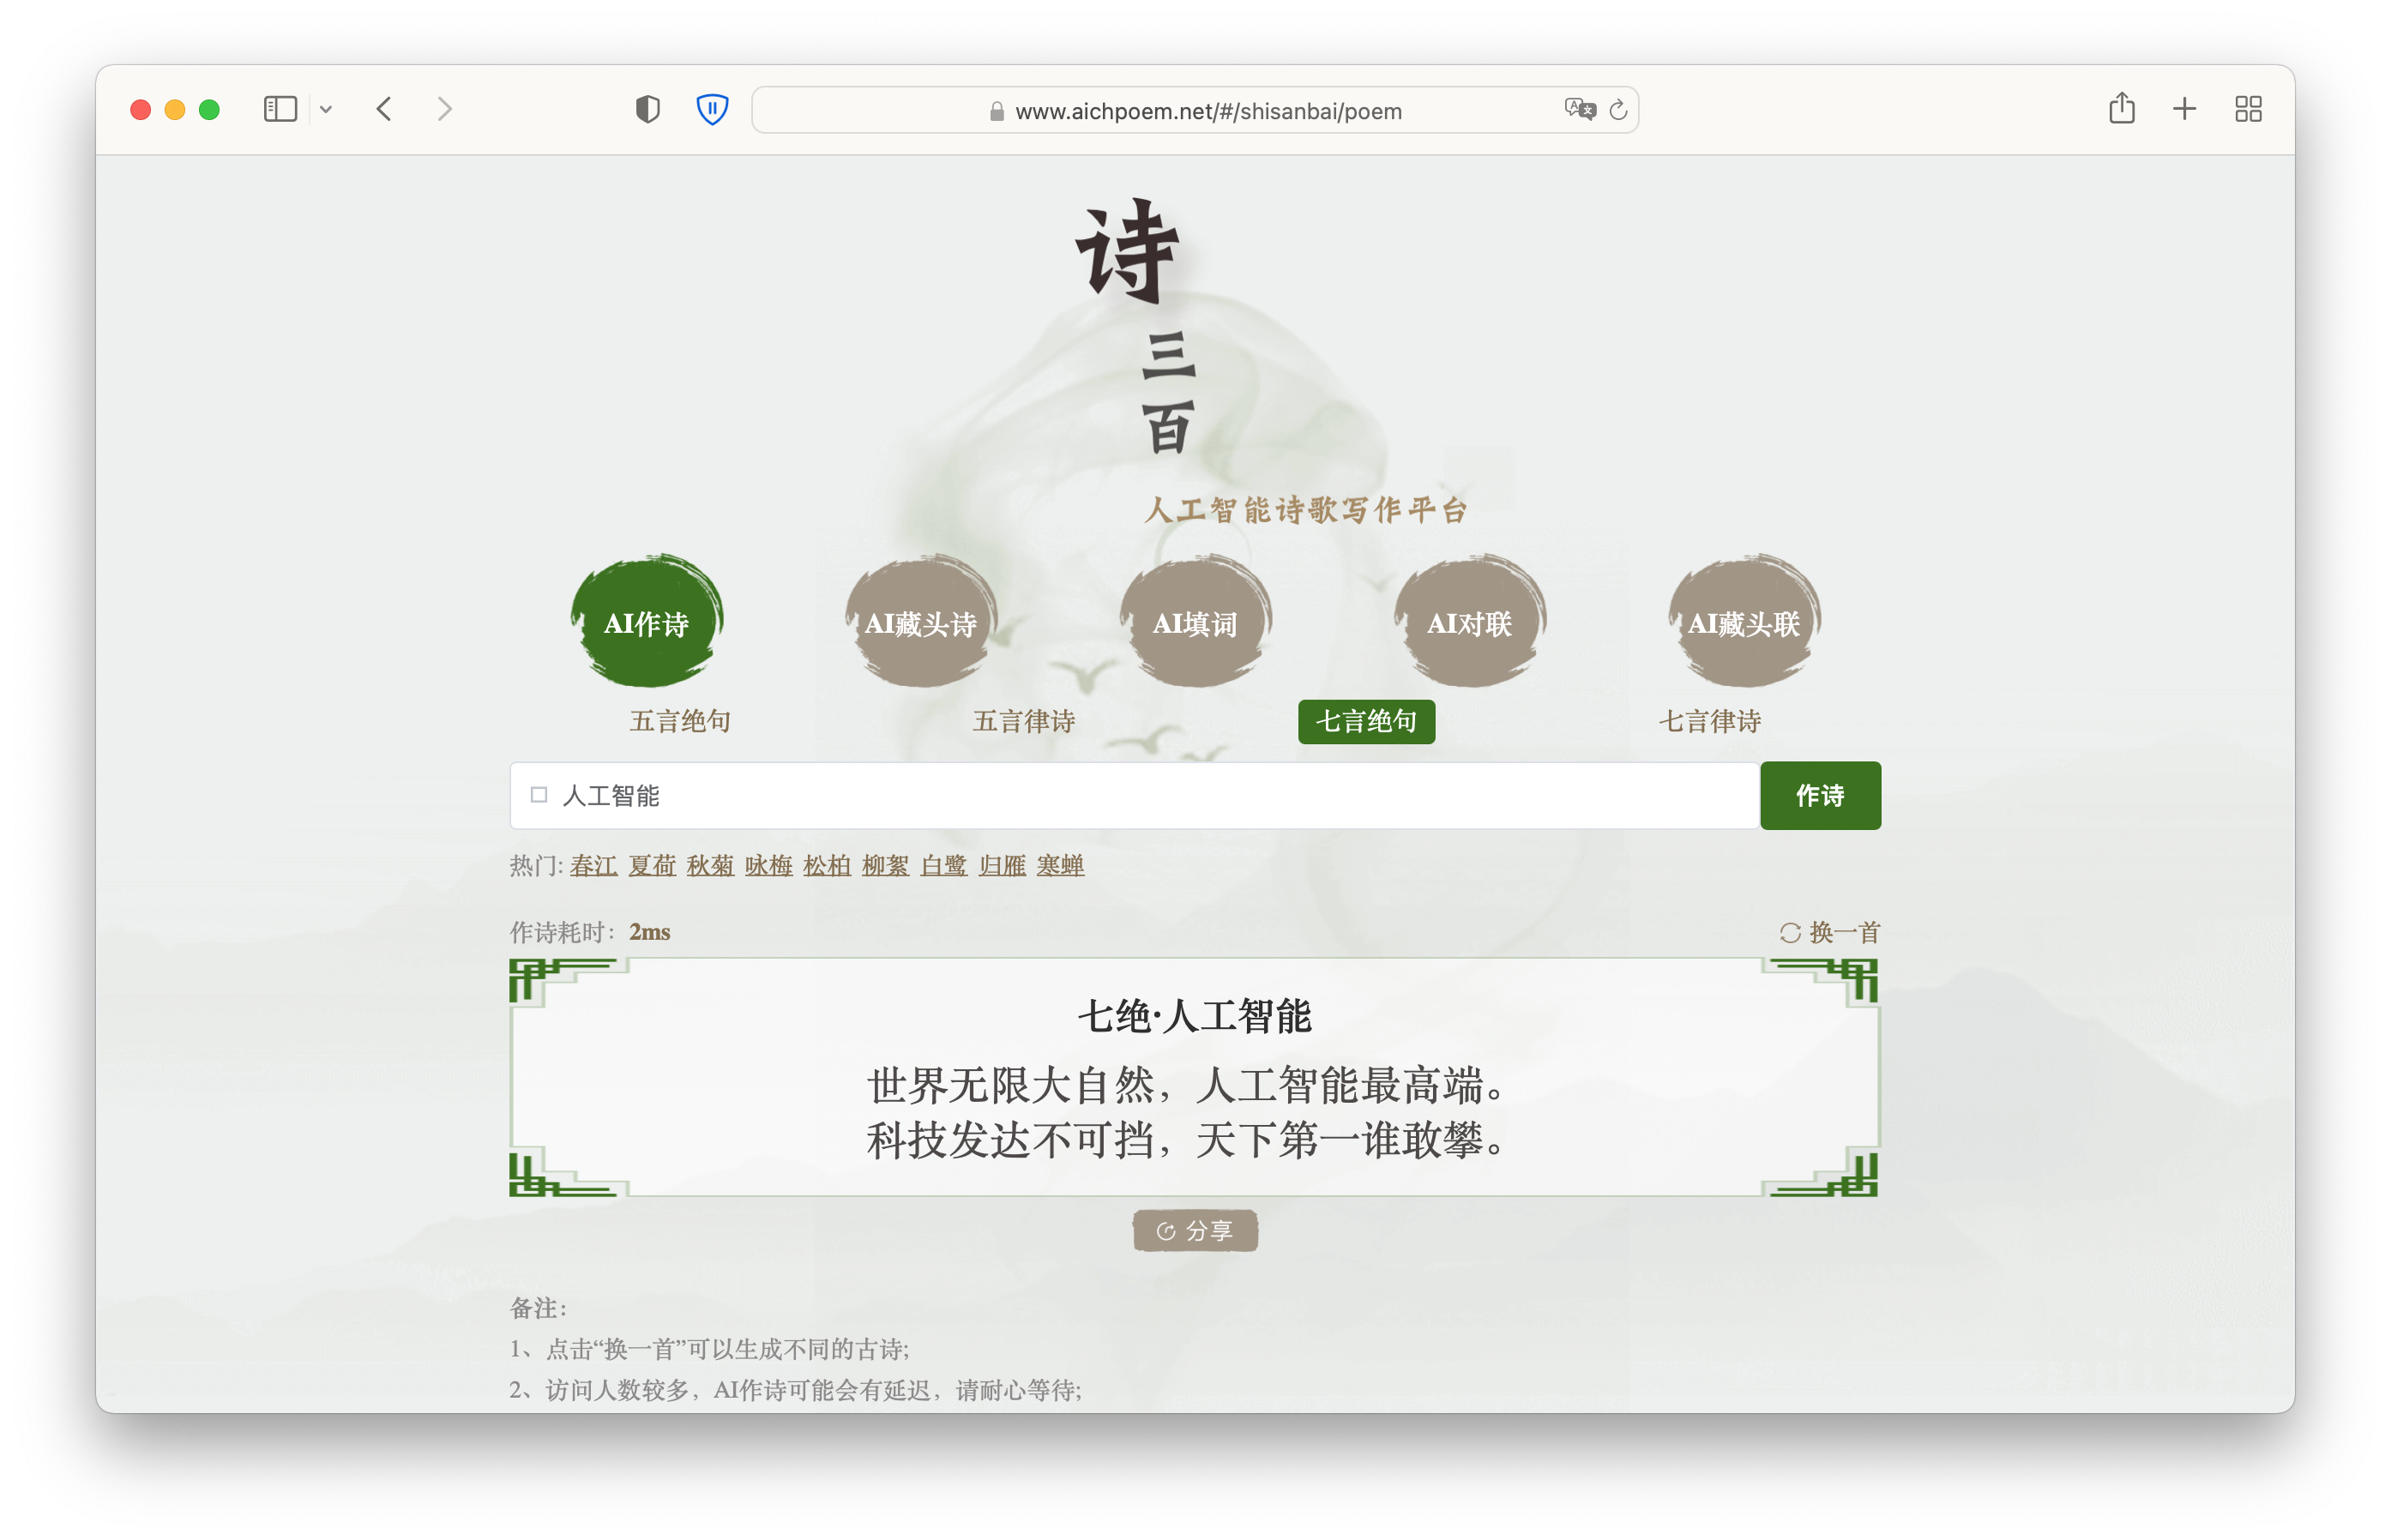 www.aichpoem.net/#/shisanbai/poem
诗
三
百
人工智能诗歌写作平台
AI作诗
AI藏头诗
AI填词
AI对联
AI藏头联
五言绝句
五言律诗
七言绝句
七言律诗
人工智能
作诗
热门: 春江 夏荷 秋菊 咏梅 松柏 柳絮 白鹭 归雁 寒蝉
作诗耗时：2ms
换一首
七绝·人工智能
世界无限大自然，人工智能最高端。
科技发达不可挡，天下第一谁敢攀。
分享
备注：
1、点击“换一首”可以生成不同的古诗;
2、访问人数较多，AI作诗可能会有延迟，请耐心等待;